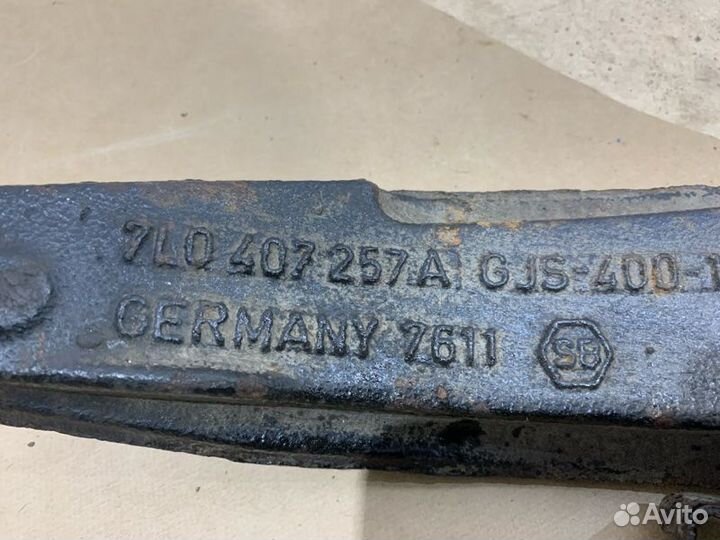 7L0 407 257 A GJS-400-1
GERMANY 7611 SB
Avito